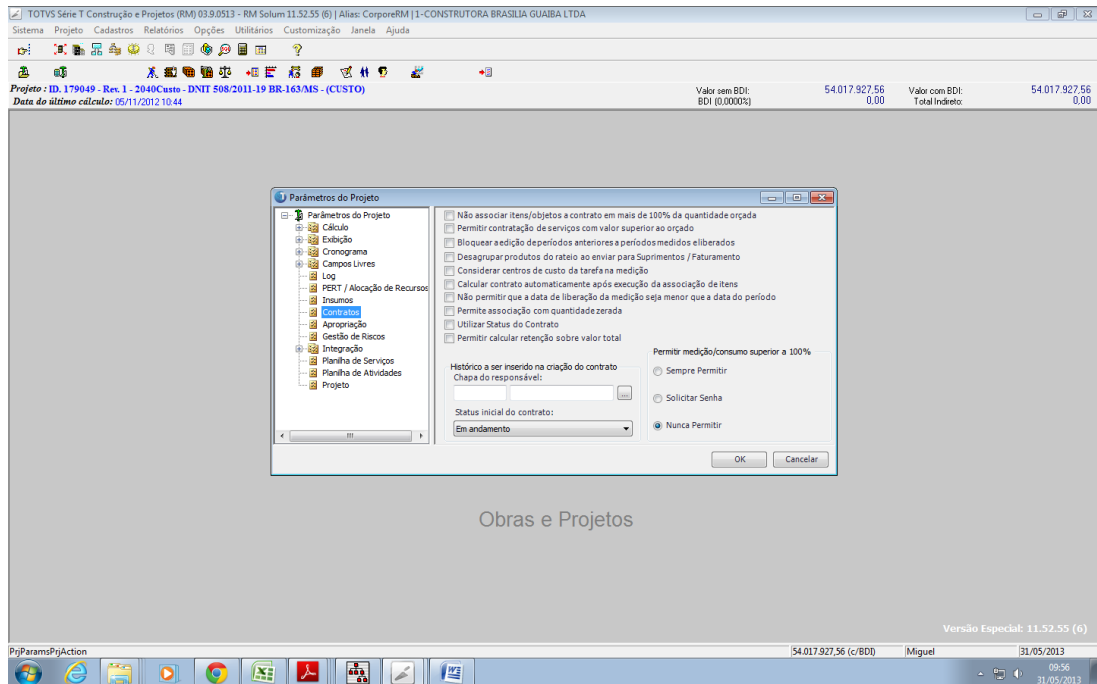 TOTVS Série T Construção e Projetos (RM) 03.9.0513 - RM Solum 11.52.55 (6) | Alias: CorporeRM | 1-CONSTRUTORA BRASILIA GUAIBA LTDA
Sistema Projeto Cadastros Relatórios Opções Utilitários Customização Janela Ajuda
Projeto : ID. 179049 - Rev. 1 - 2040Custo - DNIT 508/2011-19 BR-163/MS - (CUSTO)
Valor sem BDI: 54.017.927,56 Valor com BDI: 54.017.927,56
Data do último cálculo: 05/11/2012 10:44
BDI (0,0000%) 0,00 Total Indireto: 0,00
Parâmetros do Projeto
Parâmetros do Projeto
Cálculo
Exibição
Cronograma
Campos Livres
Log
PERT / Alocação de Recursos
Insumos
Contratos
Apropriação
Gestão de Riscos
Integração
Planilha de Serviços
Planilha de Atividades
Projeto
Não associar itens/objetos a contrato em mais de 100% da quantidade orçada
Permitir contratação de serviços com valor superior ao orçado
Bloquear a edição de períodos anteriores a períodos medidos e liberados
Desagrupar produtos do rateio ao enviar para Suprimentos / Faturamento
Considerar centros de custo da tarefa na medição
Calcular contrato automaticamente após execução da associação de itens
Não permitir que a data de liberação da medição seja menor que a data do período
Permite associação com quantidade zerada
Utilizar Status do Contrato
Permitir calcular retenção sobre valor total
Histórico a ser inserido na criação do contrato
Chapa do responsável:
...
Status inicial do contrato:
Em andamento
Permitir medição/consumo superior a 100%
Sempre Permitir
Solicitar Senha
Nunca Permitir
OK Cancelar
Obras e Projetos
Versão Especial: 11.52.55 (6)
PrjParamsPrjAction 54.017.927,56 (c/BDI) Miguel 31/05/2013
09:56
31/05/2013